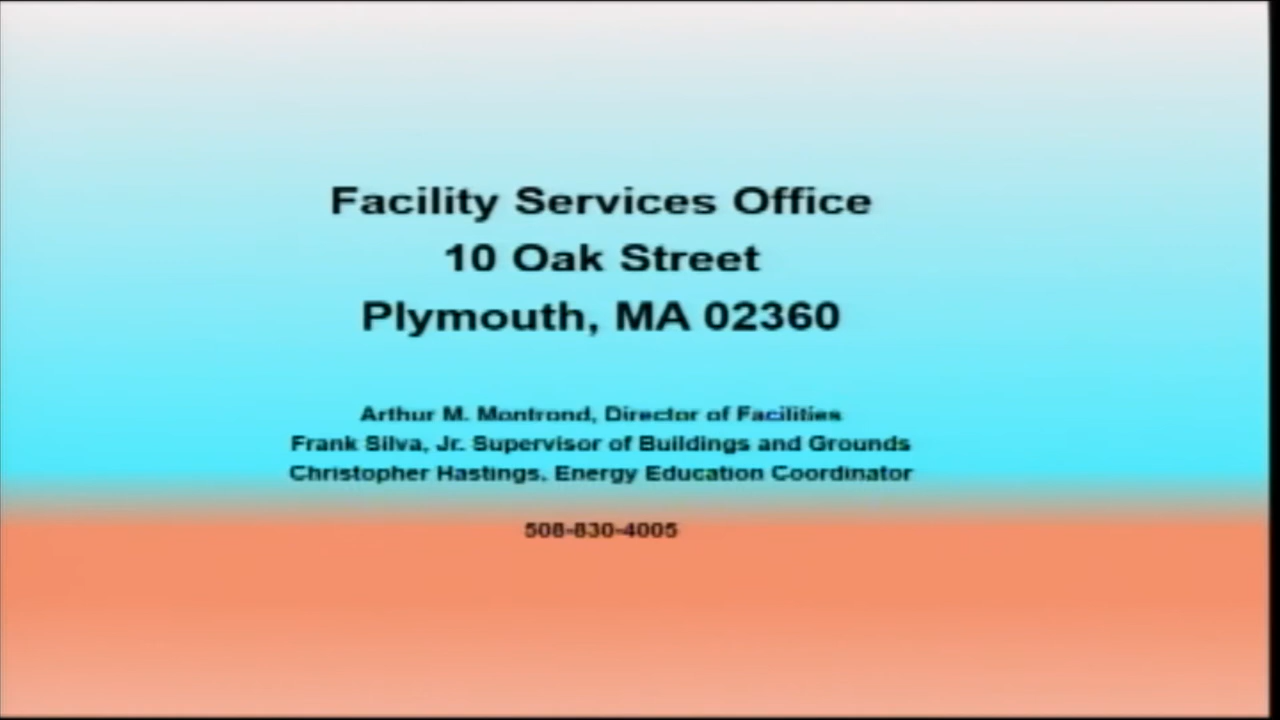 Facility Services Office
10 Oak Street
Plymouth, MA 02360
Arthur M. Montrond, Director of Facilities
Frank Silva, Jr. Supervisor of Buildings and Grounds
Christopher Hastings, Energy Education Coordinator
508-830-4005